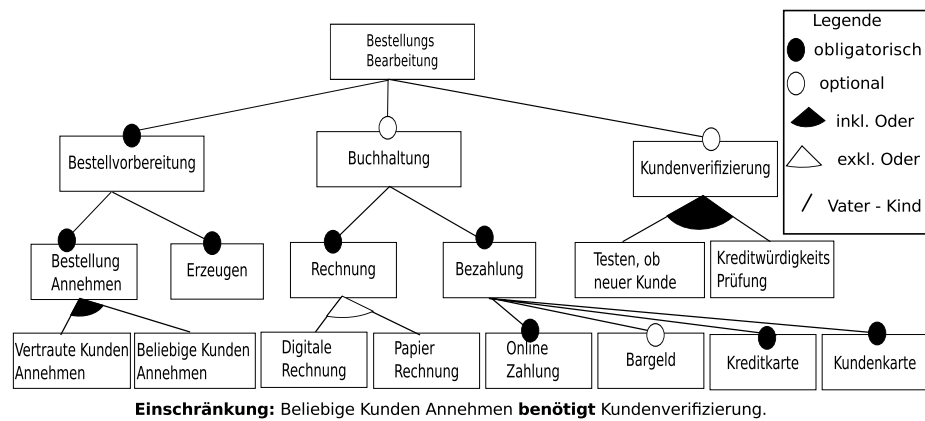 Legende
obligatorisch
optional
inkl. Oder
exkl. Oder
Vater - Kind
Bestellungs
Bearbeitung
Bestellvorbereitung
Buchhaltung
Kundenverifizierung
Bestellung
Annehmen
Erzeugen
Rechnung
Bezahlung
Testen, ob
neuer Kunde
Kreditwürdigkeits
Prüfung
Vertraute Kunden
Annehmen
Beliebige Kunden
Annehmen
Digitale
Rechnung
Papier
Rechnung
Online
Zahlung
Bargeld
Kreditkarte
Kundenkarte
Einschränkung: Beliebige Kunden Annehmen benötigt Kundenverifizierung.